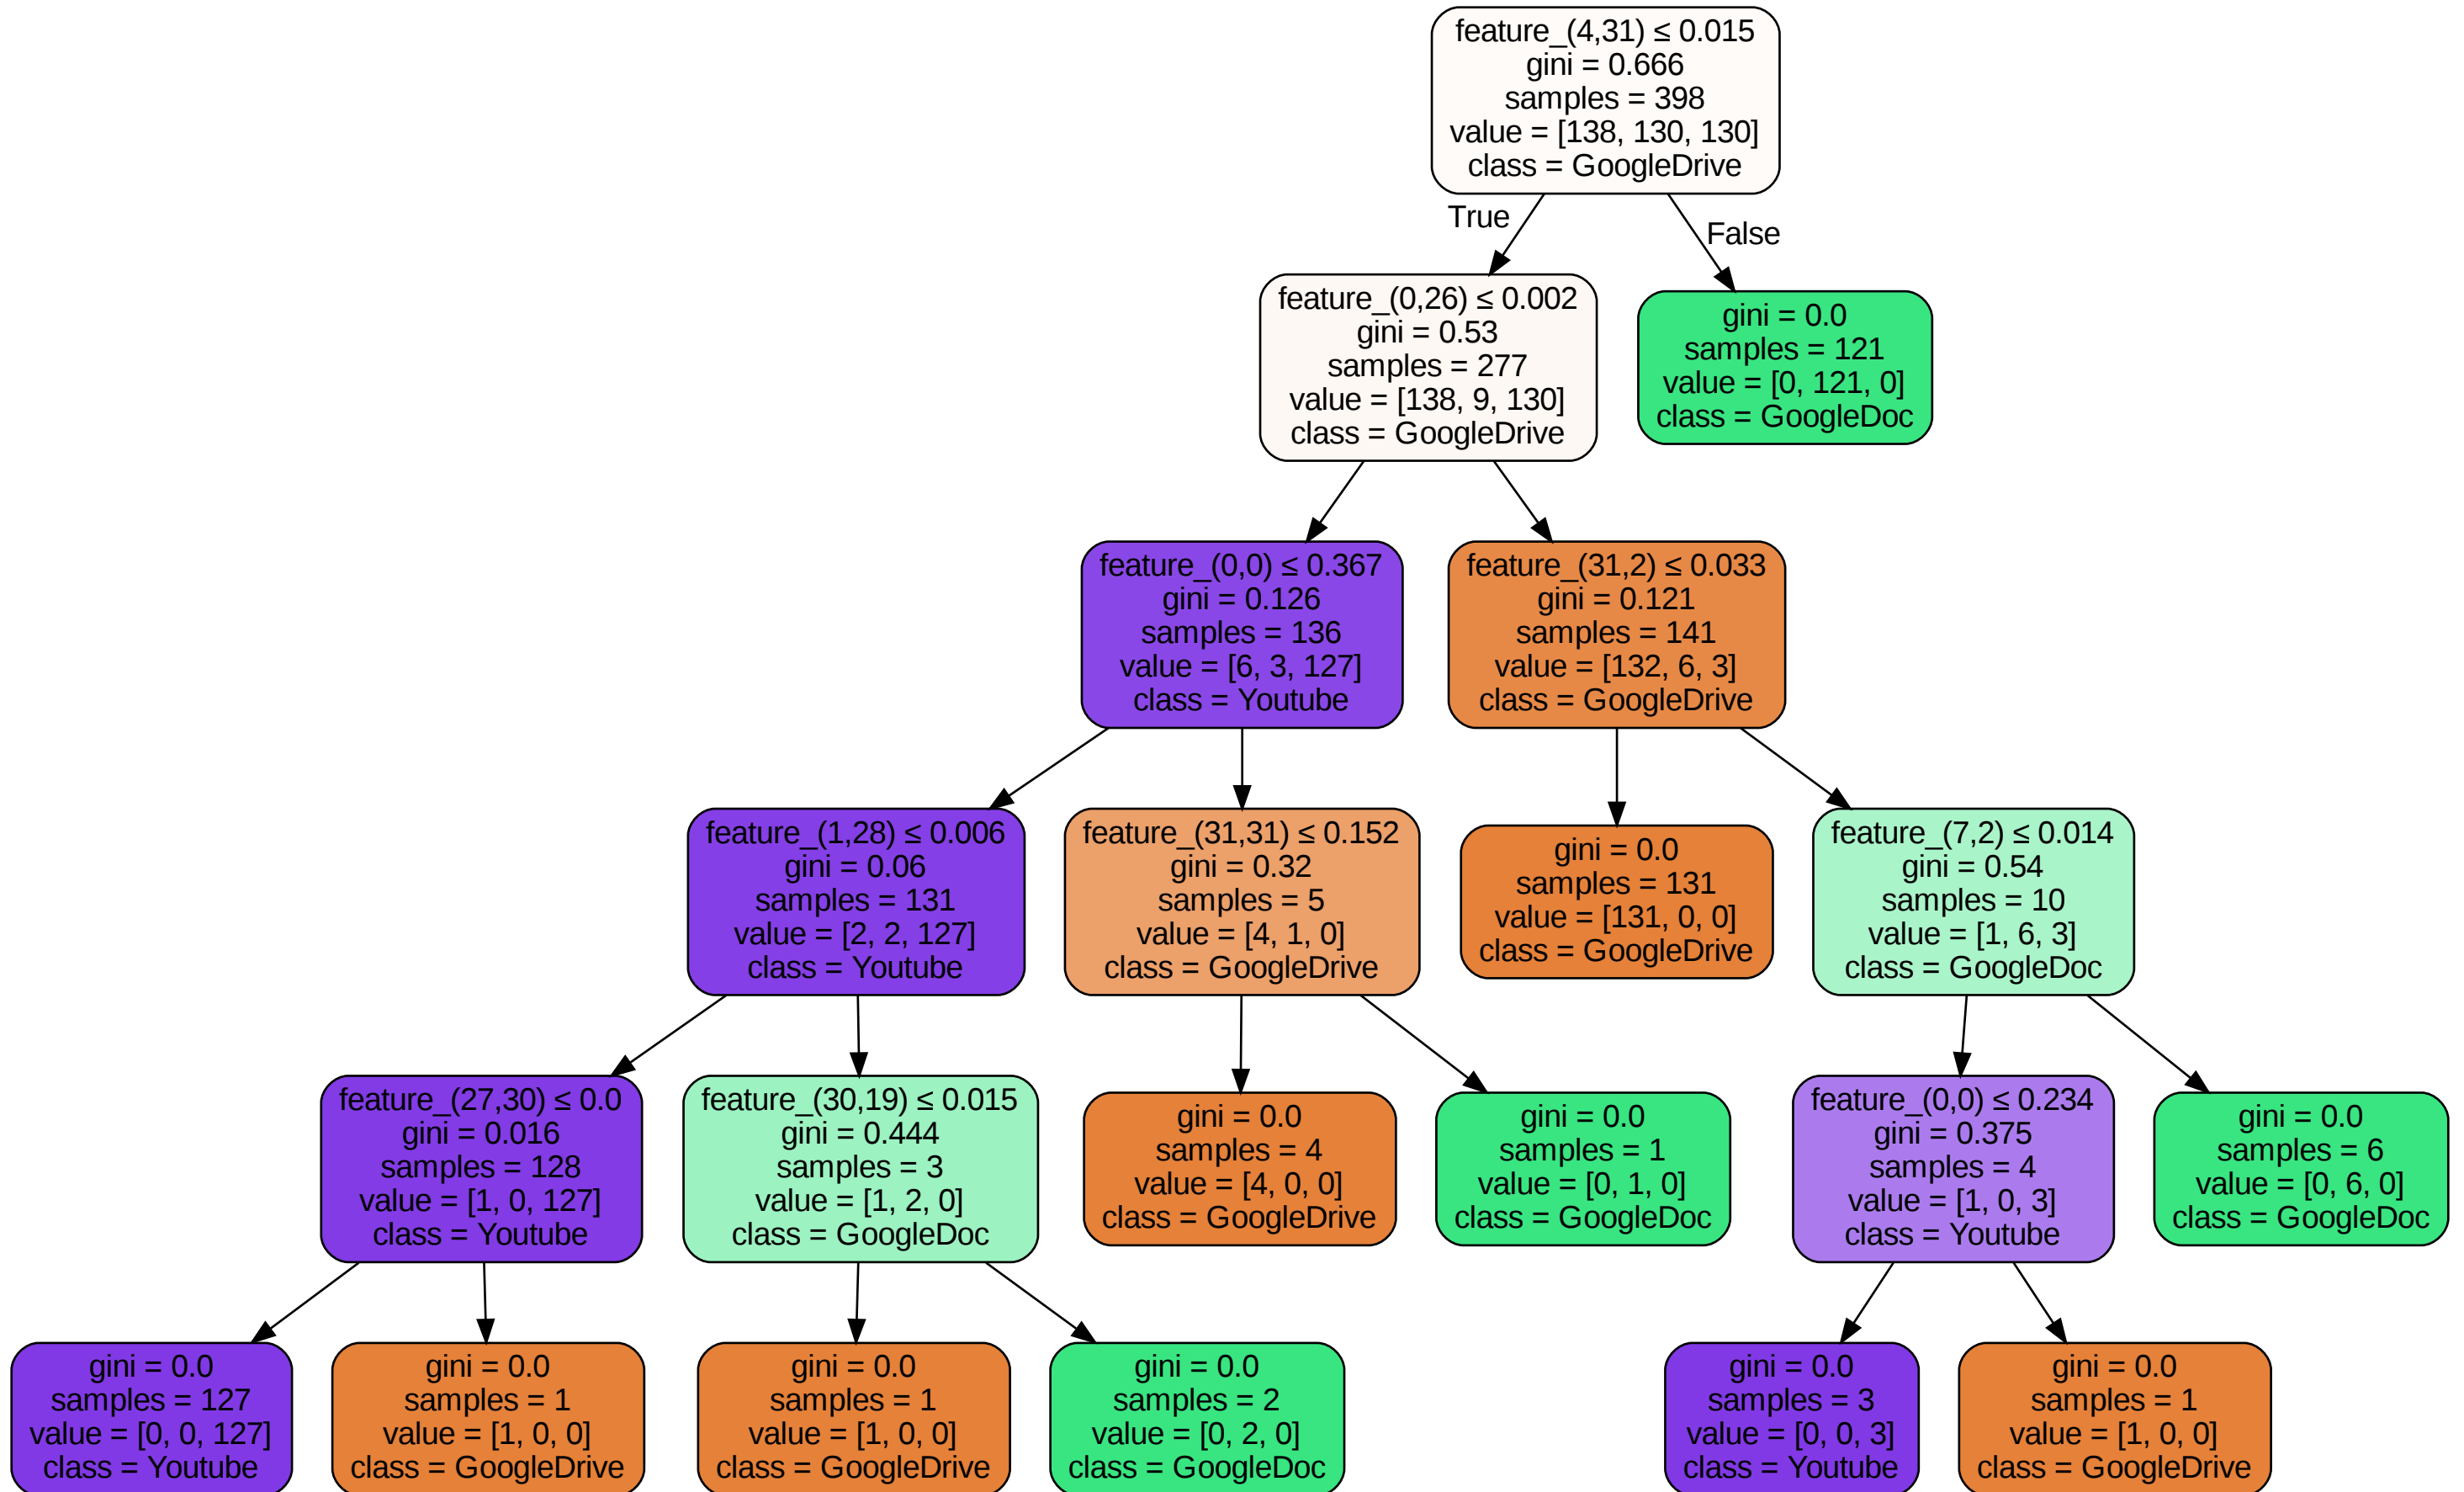 feature_(4,31) ≤ 0.015
gini = 0.666
samples = 398
value = [138, 130, 130]
class = GoogleDrive
True
False
feature_(0,26) ≤ 0.002
gini = 0.53
samples = 277
value = [138, 9, 130]
class = GoogleDrive
gini = 0.0
samples = 121
value = [0, 121, 0]
class = GoogleDoc
feature_(0,0) ≤ 0.367
gini = 0.126
samples = 136
value = [6, 3, 127]
class = Youtube
feature_(31,2) ≤ 0.033
gini = 0.121
samples = 141
value = [132, 6, 3]
class = GoogleDrive
feature_(1,28) ≤ 0.006
gini = 0.06
samples = 131
value = [2, 2, 127]
class = Youtube
feature_(31,31) ≤ 0.152
gini = 0.32
samples = 5
value = [4, 1, 0]
class = GoogleDrive
gini = 0.0
samples = 131
value = [131, 0, 0]
class = GoogleDrive
feature_(7,2) ≤ 0.014
gini = 0.54
samples = 10
value = [1, 6, 3]
class = GoogleDoc
feature_(27,30) ≤ 0.0
gini = 0.016
samples = 128
value = [1, 0, 127]
class = Youtube
feature_(30,19) ≤ 0.015
gini = 0.444
samples = 3
value = [1, 2, 0]
class = GoogleDoc
gini = 0.0
samples = 4
value = [4, 0, 0]
class = GoogleDrive
gini = 0.0
samples = 1
value = [0, 1, 0]
class = GoogleDoc
feature_(0,0) ≤ 0.234
gini = 0.375
samples = 4
value = [1, 0, 3]
class = Youtube
gini = 0.0
samples = 6
value = [0, 6, 0]
class = GoogleDoc
gini = 0.0
samples = 127
value = [0, 0, 127]
class = Youtube
gini = 0.0
samples = 1
value = [1, 0, 0]
class = GoogleDrive
gini = 0.0
samples = 1
value = [1, 0, 0]
class = GoogleDrive
gini = 0.0
samples = 2
value = [0, 2, 0]
class = GoogleDoc
gini = 0.0
samples = 3
value = [0, 0, 3]
class = Youtube
gini = 0.0
samples = 1
value = [1, 0, 0]
class = GoogleDrive